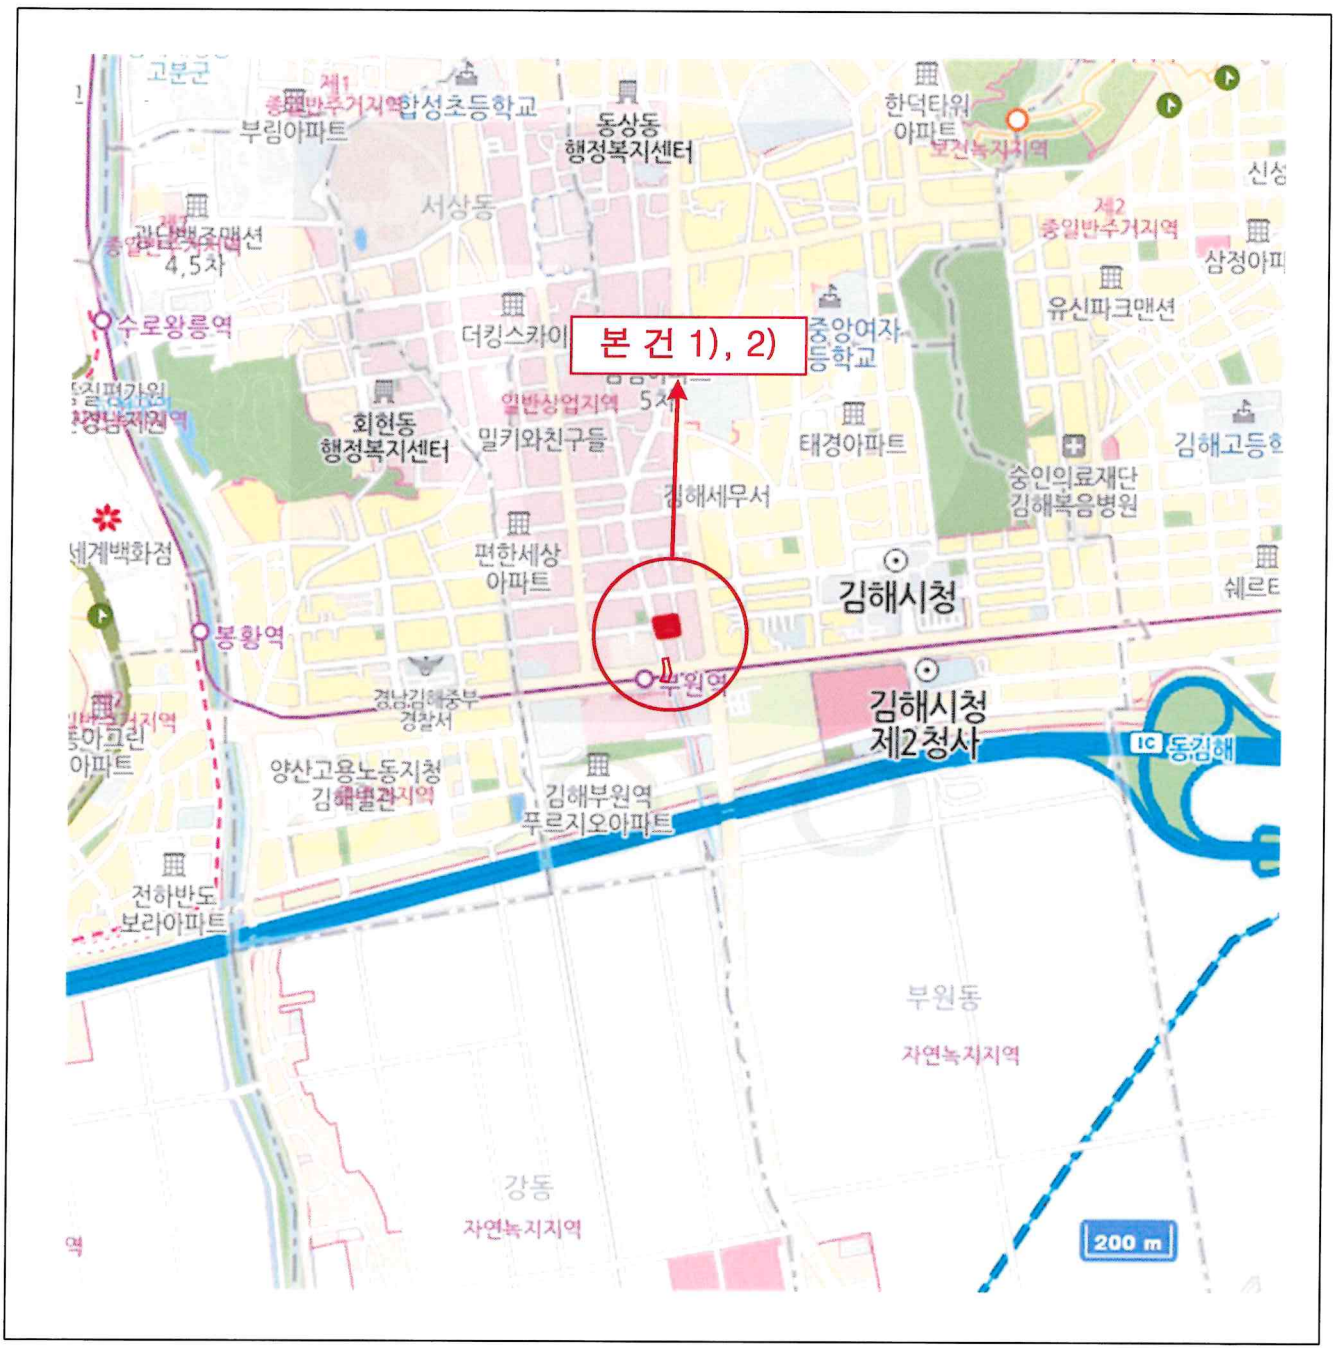 고분군
제1
종일반주거지역
합성초등학교
부림아파트
동상동
행정복지센터
한덕타워
아파트
보전녹지지역
신성
서상동
제2
종일반주거지역
4,5차
삼정아파
유신파크맨션
수로왕릉역
더킹스카이
본 건 1), 2)
중앙여자
등학교
5차
일반상업지역
회현동
행정복지센터
밀키와친구들
태경아파트
김해고등학
김해세무서
숭인의료재단
김해복음병원
세계백화점
편한세상
아파트
김해시청
쉐르빌
봉황역
부원역
경남김해중부
경찰서
김해시청
제2청사
동아그린
아파트
IC 동김해
양산고용노동지청
김해별관
김해부원역
푸르지오아파트
전하반도
보라아파트
부원동
자연녹지지역
강동
자연녹지지역
역
200 m